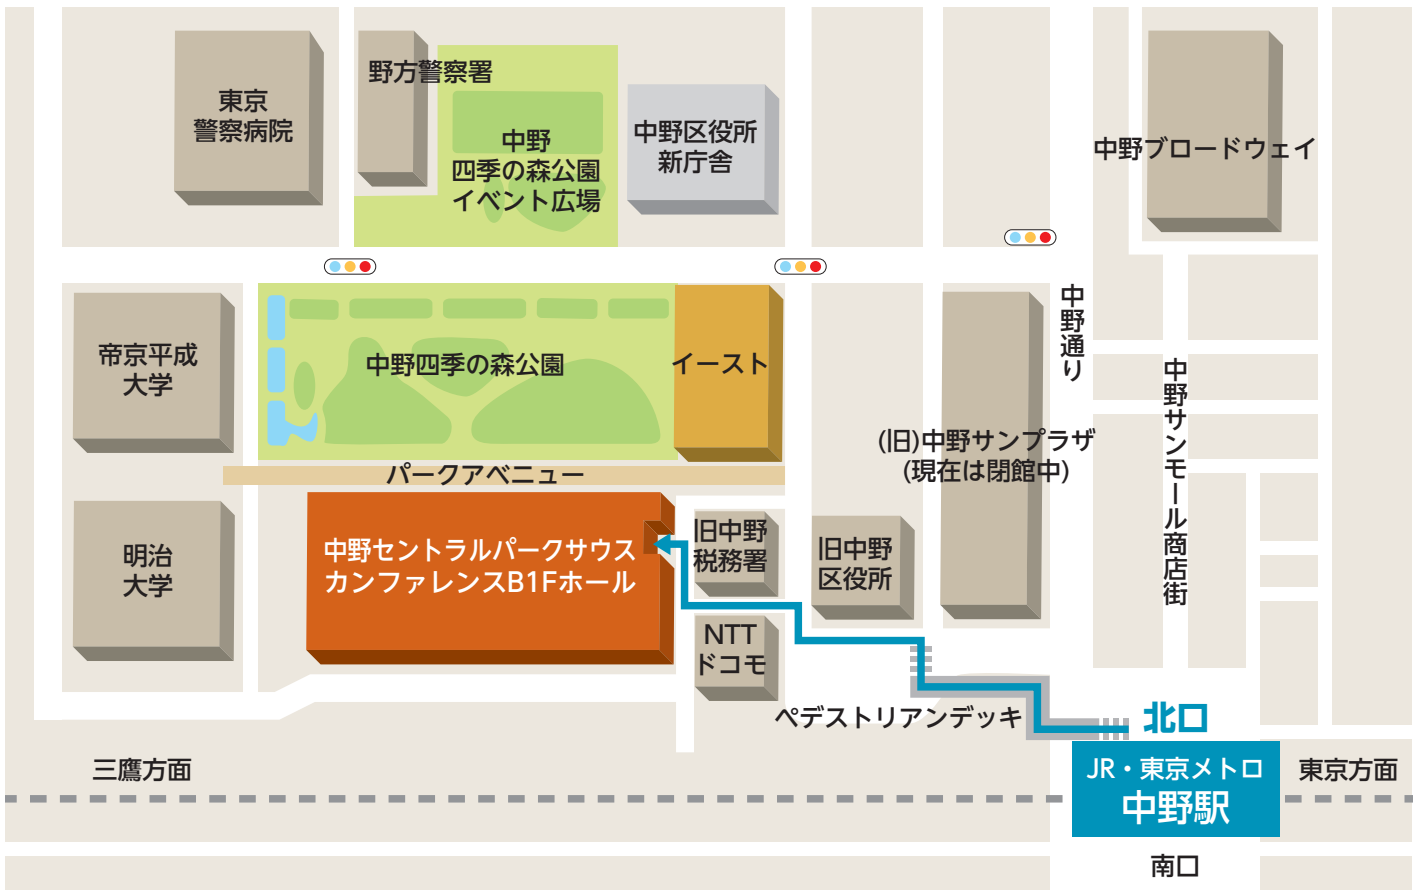 東京
警察病院
野方警察署
中野
四季の森公園
イベント広場
中野区役所
新庁舎
中野ブロードウェイ
帝京平成
大学
中野四季の森公園
イースト
中野通り
(旧)中野サンプラザ
(現在は閉館中)
中野サンモール商店街
パークアベニュー
明治
大学
中野セントラルパークサウス
カンファレンスB1Fホール
旧中野
税務署
旧中野
区役所
NTT
ドコモ
ペデストリアンデッキ
北口
三鷹方面
JR・東京メトロ
中野駅
東京方面
南口